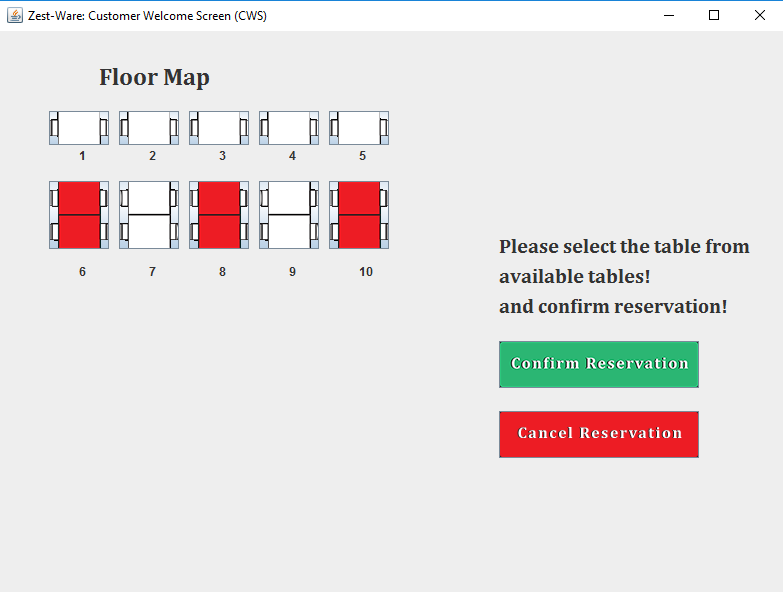 Zest-Ware: Customer Welcome Screen (CWS)
Floor Map
1 2 3 4 5
6 7 8 9 10
Please select the table from
available tables!
and confirm reservation!
Confirm Reservation
Cancel Reservation